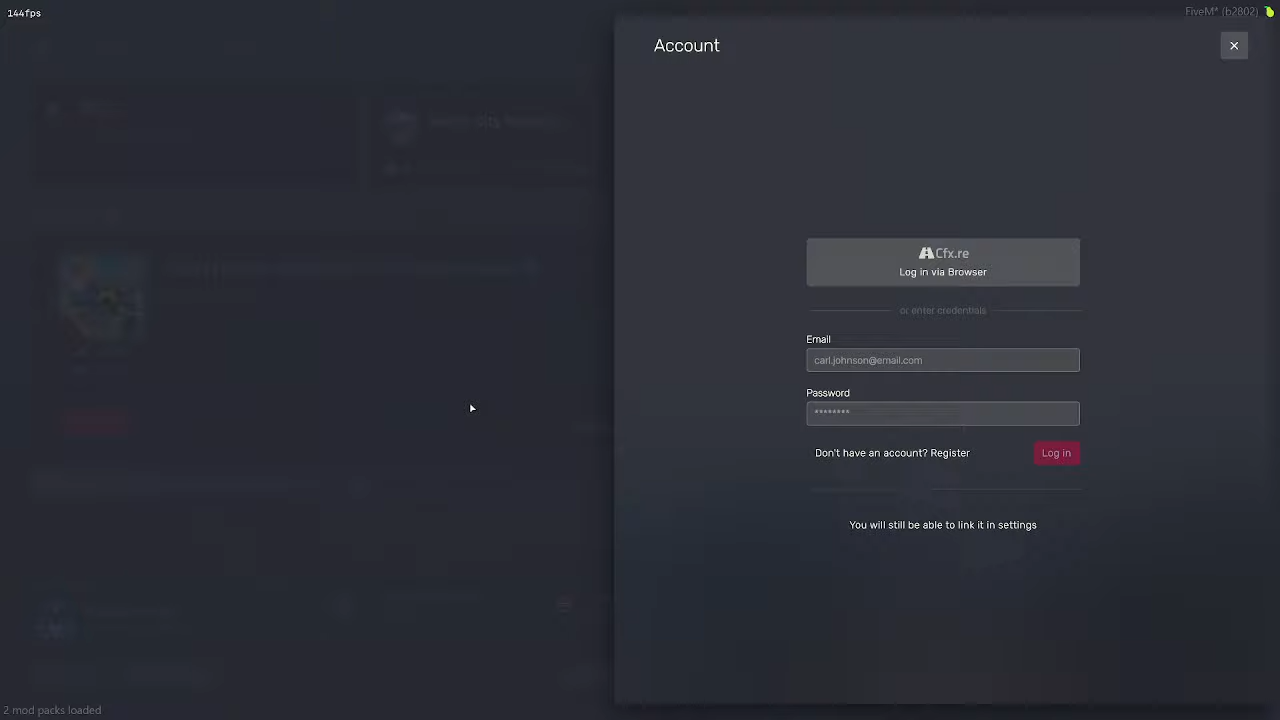 144fps
FiveM* (b2802)
Account
Cfx.re
Log in via Browser
or enter credentials
Email
carl.johnson@email.com
Password
********
Don't have an account? Register
Log in
You will still be able to link it in settings
2 mod packs loaded